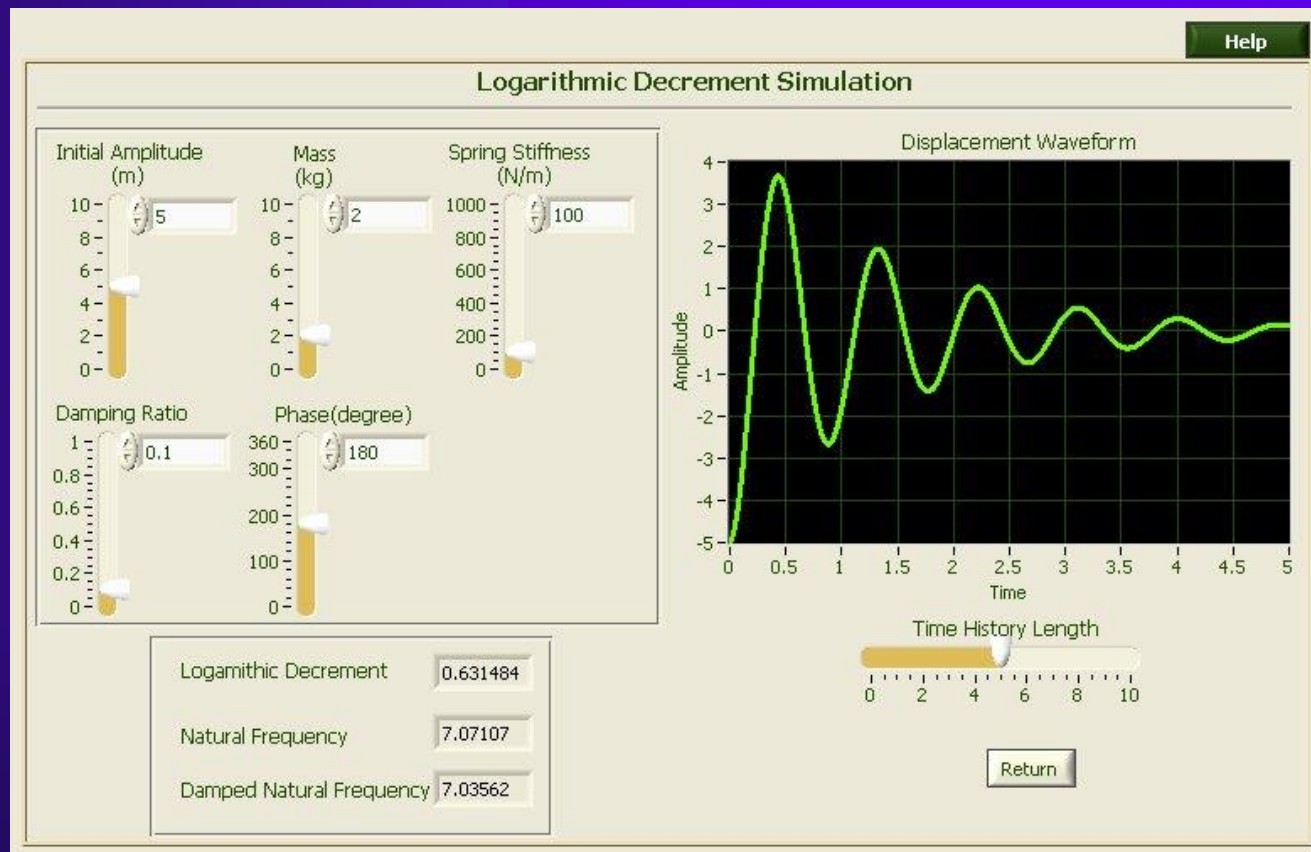 Help
Logarithmic Decrement Simulation
Initial Amplitude
(m)
10
8
6
4
2
0
5
Mass
(kg)
10
8
6
4
2
0
2
Spring Stiffness
(N/m)
1000
800
600
400
200
0
100
Damping Ratio
1
0.8
0.6
0.4
0.2
0
0.1
Phase(degree)
360
300
200
100
0
180
Logamithic Decrement 0.631484
Natural Frequency 7.07107
Damped Natural Frequency 7.03562
Displacement Waveform
Amplitude
4
3
2
1
0
-1
-2
-3
-4
-5
0 0.5 1 1.5 2 2.5 3 3.5 4 4.5 5
Time
Time History Length
0 2 4 6 8 10
Return